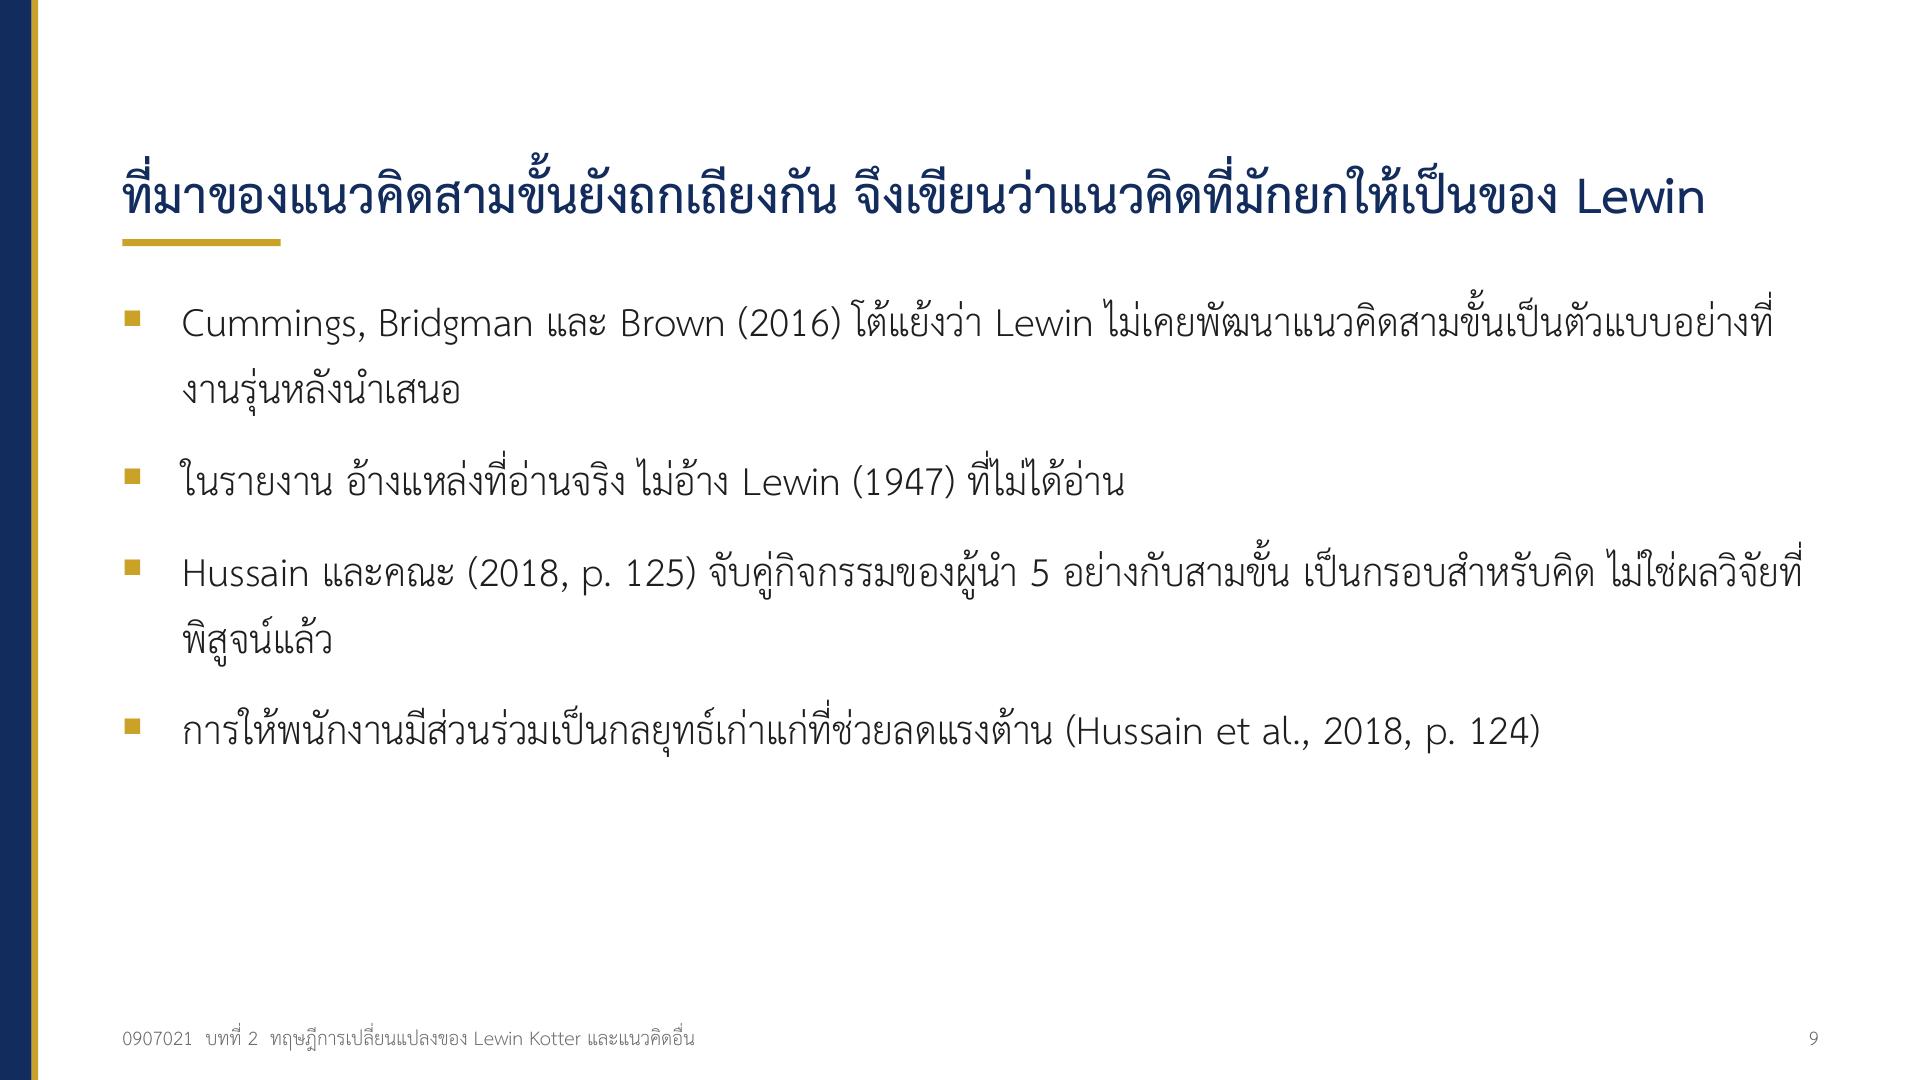 ที่มาของแนวคิดสามขั้นยังถกเถียงกัน จึงเขียนว่าแนวคิดที่มักยกให้เป็นของ Lewin
Cummings, Bridgman และ Brown (2016) โต้แย้งว่า Lewin ไม่เคยพัฒนาแนวคิดสามขั้นเป็นตัวแบบอย่างที่
งานรุ่นหลังนำเสนอ
ในรายงาน อ้างแหล่งที่อ่านจริง ไม่อ้าง Lewin (1947) ที่ไม่ได้อ่าน
Hussain และคณะ (2018, p. 125) จับคู่กิจกรรมของผู้นำ 5 อย่างกับสามขั้น เป็นกรอบสำหรับคิด ไม่ใช่ผลวิจัยที่
พิสูจน์แล้ว
การให้พนักงานมีส่วนร่วมเป็นกลยุทธ์เก่าแก่ที่ช่วยลดแรงต้าน (Hussain et al., 2018, p. 124)
0907021 บทที่ 2 ทฤษฎีการเปลี่ยนแปลงของ Lewin Kotter และแนวคิดอื่น
9